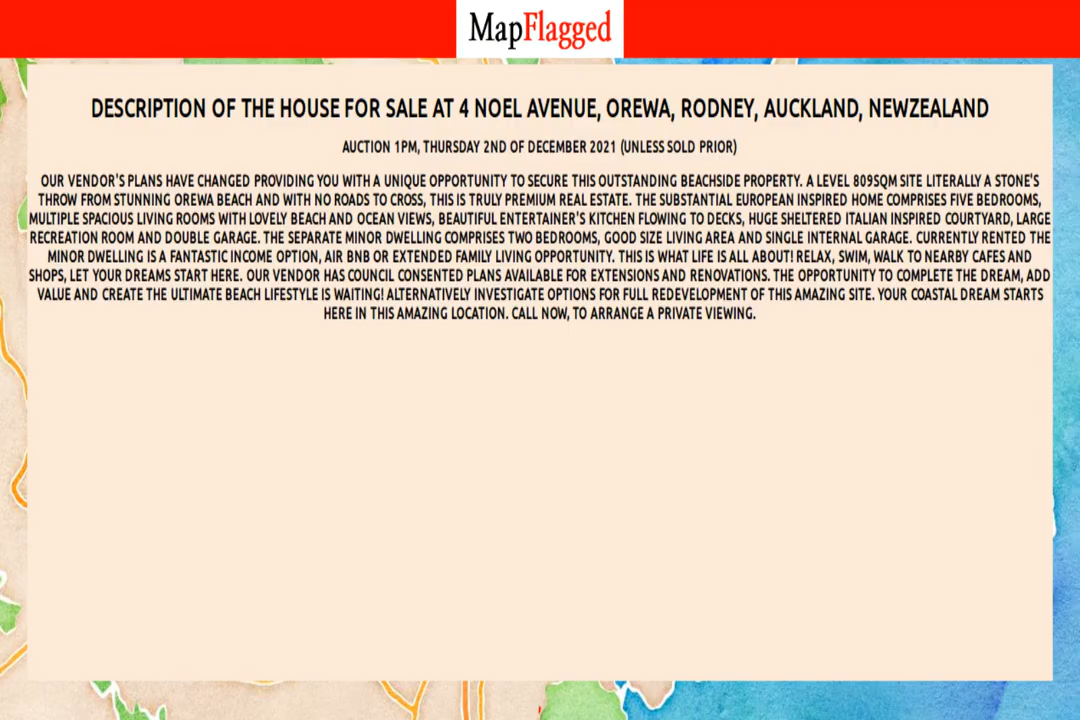 MapFlagged
DESCRIPTION OF THE HOUSE FOR SALE AT 4 NOEL AVENUE, OREWA, RODNEY, AUCKLAND, NEWZEALAND
AUCTION 1PM, THURSDAY 2ND OF DECEMBER 2021 (UNLESS SOLD PRIOR)
OUR VENDOR'S PLANS HAVE CHANGED PROVIDING YOU WITH A UNIQUE OPPORTUNITY TO SECURE THIS OUTSTANDING BEACHSIDE PROPERTY. A LEVEL 809SQM SITE LITERALLY A STONE'S
THROW FROM STUNNING OREWA BEACH AND WITH NO ROADS TO CROSS, THIS IS TRULY PREMIUM REAL ESTATE. THE SUBSTANTIAL EUROPEAN INSPIRED HOME COMPRISES FIVE BEDROOMS,
MULTIPLE SPACIOUS LIVING ROOMS WITH LOVELY BEACH AND OCEAN VIEWS, BEAUTIFUL ENTERTAINER'S KITCHEN FLOWING TO DECKS, HUGE SHELTERED ITALIAN INSPIRED COURTYARD, LARGE
RECREATION ROOM AND DOUBLE GARAGE. THE SEPARATE MINOR DWELLING COMPRISES TWO BEDROOMS, GOOD SIZE LIVING AREA AND SINGLE INTERNAL GARAGE. CURRENTLY RENTED THE
MINOR DWELLING IS A FANTASTIC INCOME OPTION, AIR BNB OR EXTENDED FAMILY LIVING OPPORTUNITY. THIS IS WHAT LIFE IS ALL ABOUT! RELAX, SWIM, WALK TO NEARBY CAFES AND
SHOPS, LET YOUR DREAMS START HERE. OUR VENDOR HAS COUNCIL CONSENTED PLANS AVAILABLE FOR EXTENSIONS AND RENOVATIONS. THE OPPORTUNITY TO COMPLETE THE DREAM, ADD
VALUE AND CREATE THE ULTIMATE BEACH LIFESTYLE IS WAITING! ALTERNATIVELY INVESTIGATE OPTIONS FOR FULL REDEVELOPMENT OF THIS AMAZING SITE. YOUR COASTAL DREAM STARTS
HERE IN THIS AMAZING LOCATION. CALL NOW, TO ARRANGE A PRIVATE VIEWING.